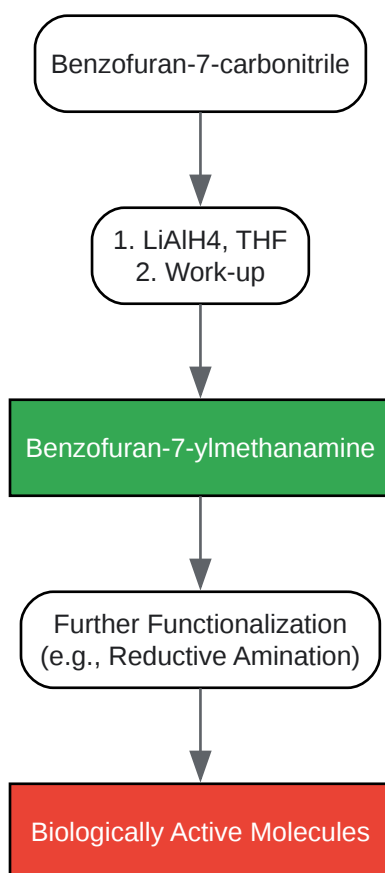 Benzofuran-7-carbonitrile
1. LiAlH4, THF
2. Work-up
Benzofuran-7-ylmethanamine
Further Functionalization
(e.g., Reductive Amination)
Biologically Active Molecules